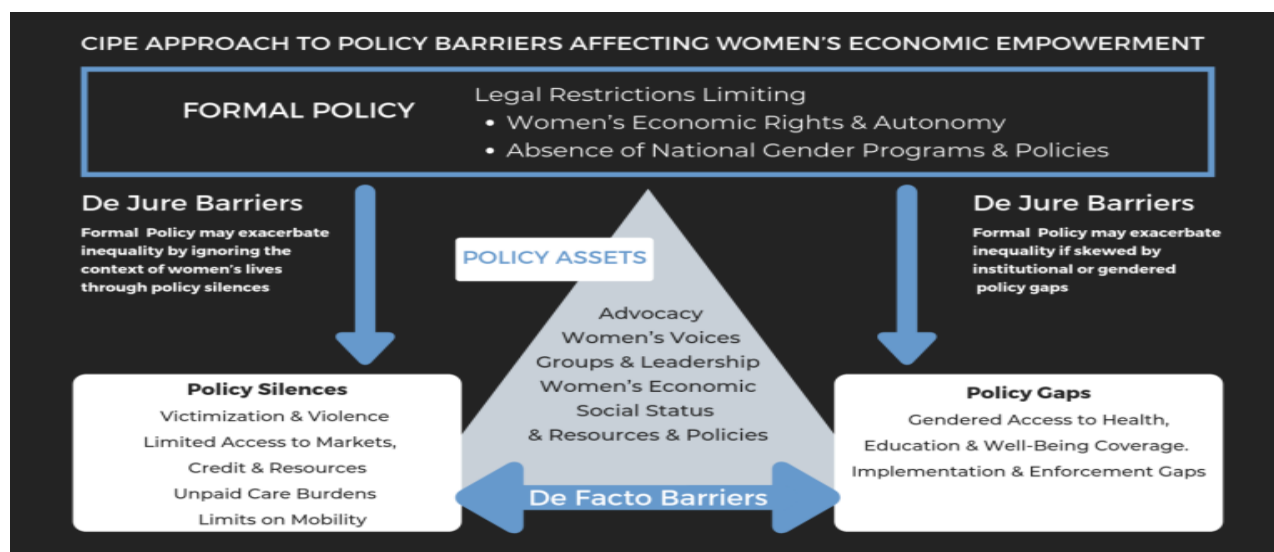 CIPE APPROACH TO POLICY BARRIERS AFFECTING WOMEN'S ECONOMIC EMPOWERMENT
FORMAL POLICY
Legal Restrictions Limiting
• Women's Economic Rights & Autonomy
• Absence of National Gender Programs & Policies
De Jure Barriers
Formal Policy may exacerbate
inequality by ignoring the
context of women's lives
through policy silences
De Jure Barriers
Formal Policy may exacerbate
inequality if skewed by
institutional or gendered
policy gaps
POLICY ASSETS
Advocacy
Women's Voices
Groups & Leadership
Women's Economic
Social Status
& Resources & Policies
Policy Silences
Victimization & Violence
Limited Access to Markets,
Credit & Resources
Unpaid Care Burdens
Limits on Mobility
De Facto Barriers
Policy Gaps
Gendered Access to Health,
Education & Well-Being Coverage.
Implementation & Enforcement Gaps